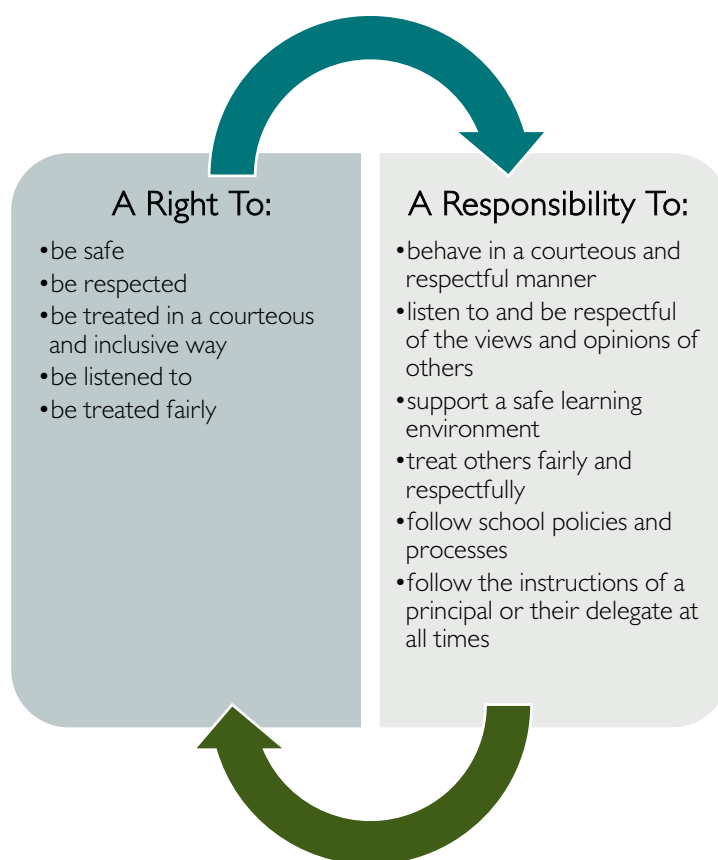 A Right To:
•be safe
•be respected
•be treated in a courteous
and inclusive way
•be listened to
•be treated fairly
A Responsibility To:
•behave in a courteous and
respectful manner
•listen to and be respectful
of the views and opinions of
others
•support a safe learning
environment
•treat others fairly and
respectfully
•follow school policies and
processes
•follow the instructions of a
principal or their delegate at
all times